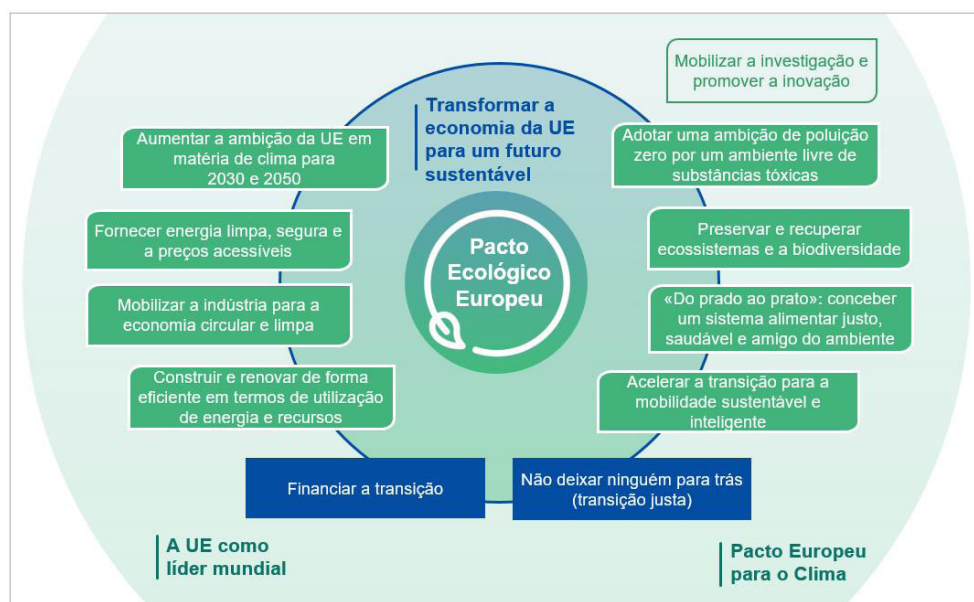 Mobilizar a investigação e
promover a inovação
Transformar a
economia da UE
para um futuro
sustentável
Aumentar a ambição da UE em
matéria de clima para
2030 e 2050
Adotar uma ambição de poluição
zero por um ambiente livre de
substâncias tóxicas
Fornecer energia limpa, segura e
a preços acessíveis
Preservar e recuperar
ecossistemas e a biodiversidade
Pacto
Ecológico
Europeu
Mobilizar a indústria para a
economia circular e limpa
«Do prado ao prato»: conceber
um sistema alimentar justo,
saudável e amigo do ambiente
Construir e renovar de forma
eficiente em termos de utilização
de energia e recursos
Acelerar a transição para a
mobilidade sustentável e
inteligente
Financiar a transição
Não deixar ninguém para trás
(transição justa)
A UE como
líder mundial
Pacto Europeu
para o Clima